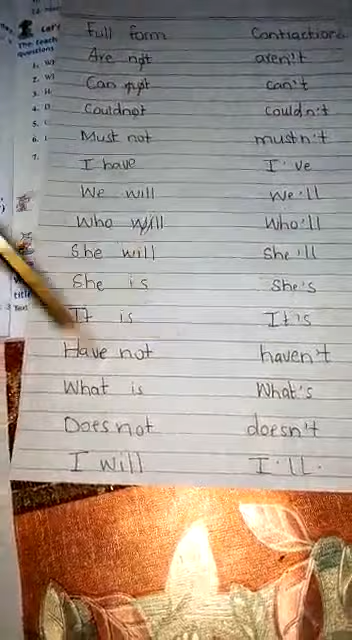 Full form Contractions
Are not aren't
Can not can't
Couldnot couldn't
Must not mustn't
I have I've
We will We'll
Who will Who'll
She will She'll
She is She's
It is It's
Have not haven't
What is What's
Does not doesn't
I will I'LL.